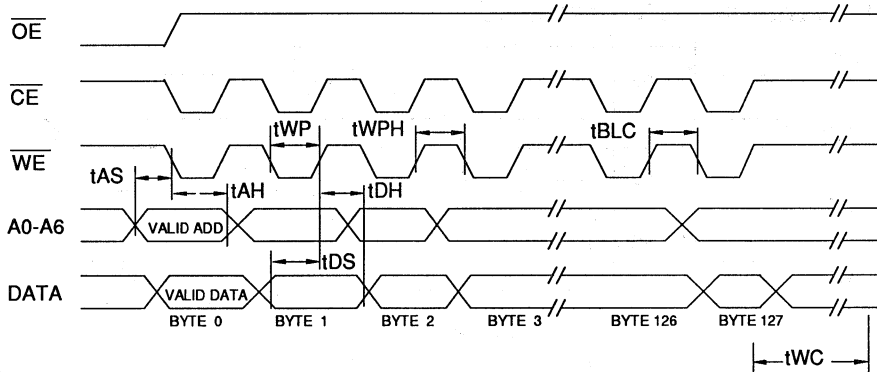 OE
CE
tWP tWPH tBLC
WE
tAS tAH tDH
A0-A6 VALID ADD
tDS
DATA VALID DATA
BYTE 0 BYTE 1 BYTE 2 BYTE 3 BYTE 126 BYTE 127
tWC